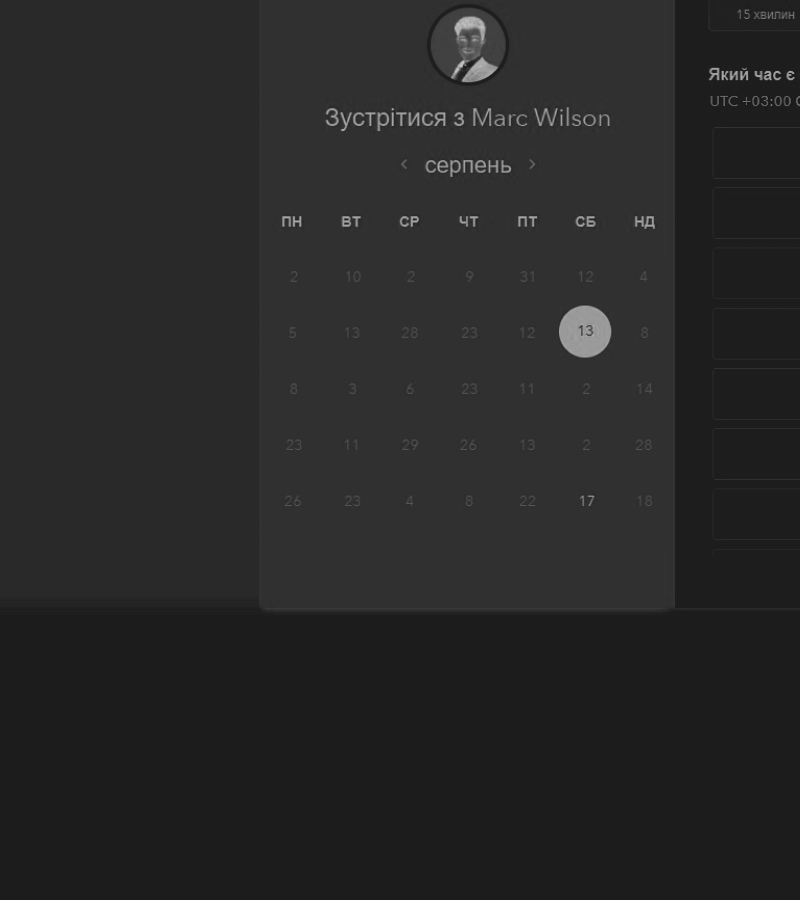 15 хвилин
Зустрітися з Marc Wilson
< серпень >
ПН ВТ СР ЧТ ПТ СБ НД
2 10 2 9 31 12 4
5 13 28 23 12 13 8
8 3 6 23 11 2 14
23 11 29 26 13 2 28
26 23 4 8 22 17 18
Який час є
UTC +03:00